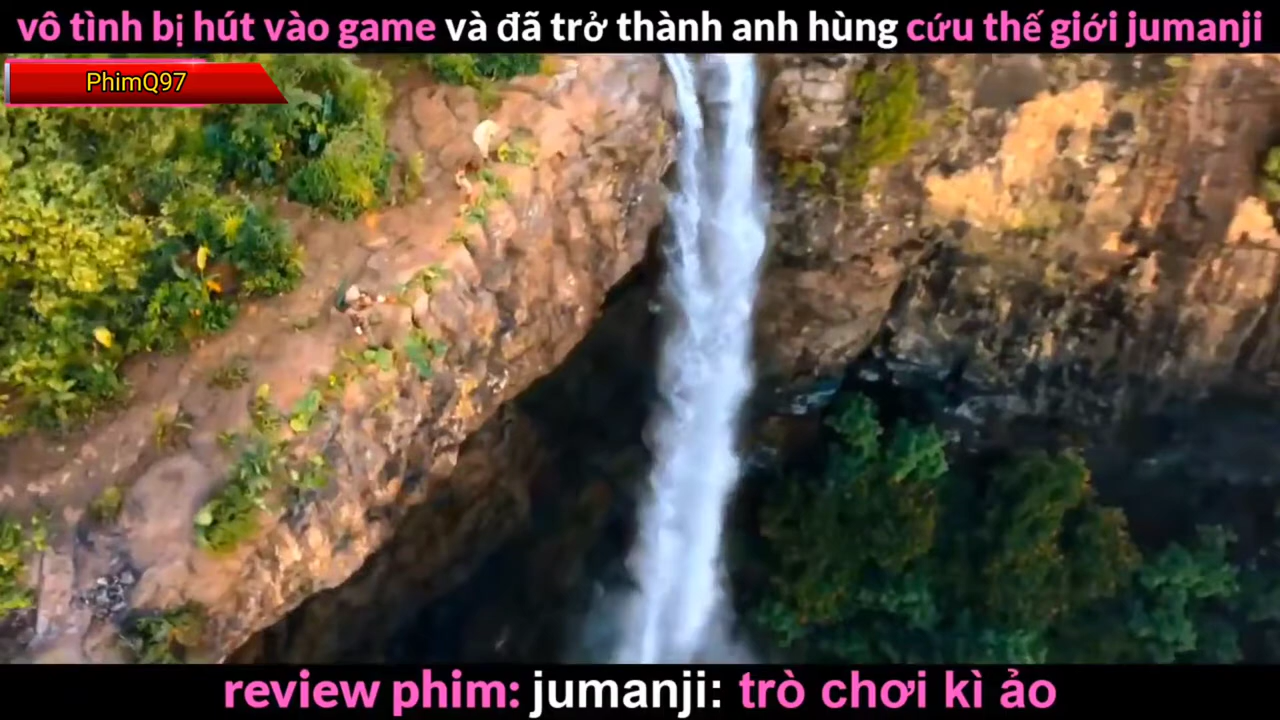 vô tình bị hút vào game và đã trở thành anh hùng cứu thế giới jumanji
PhimQ97
review phim: jumanji: trò chơi kì ảo